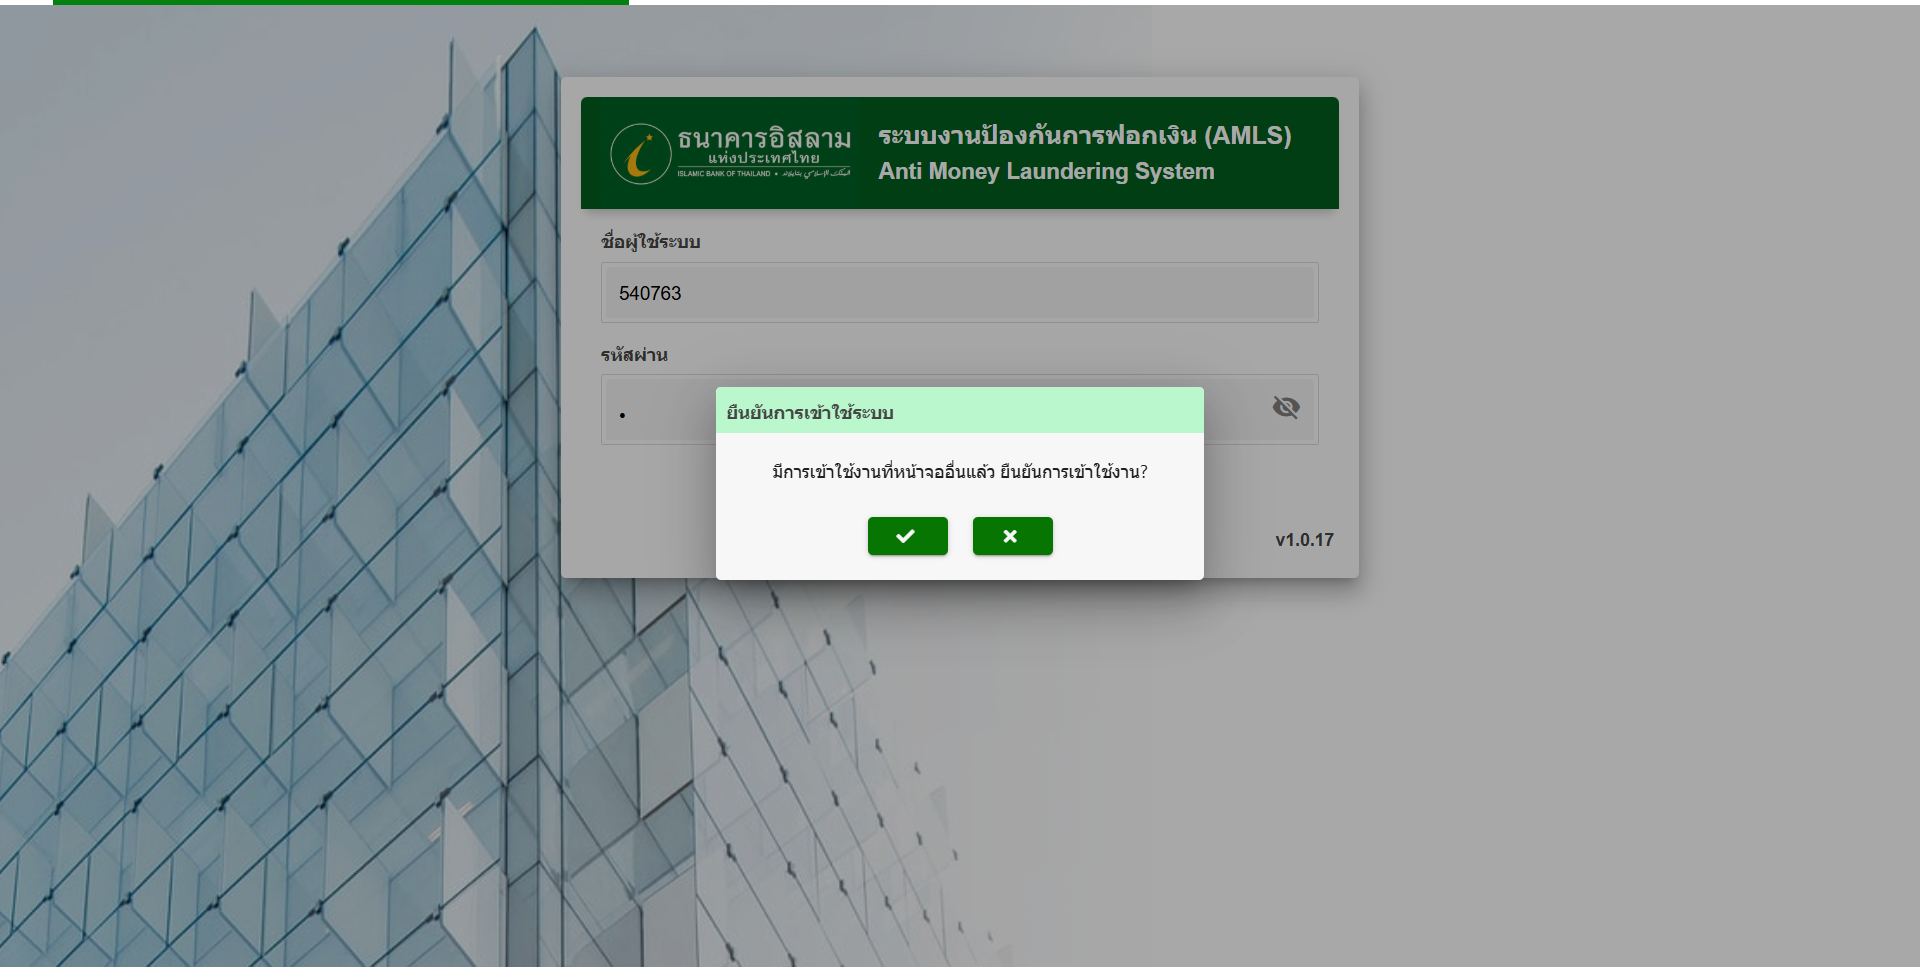 ธนาคารอิสลาม
แห่งประเทศไทย
ISLAMIC BANK OF THAILAND •
ระบบงานป้องกันการฟอกเงิน (AMLS)
Anti Money Laundering System
ชื่อผู้ใช้ระบบ
540763
รหัสผ่าน
•
ยืนยันการเข้าใช้ระบบ
มีการเข้าใช้งานที่หน้าจออื่นแล้ว ยืนยันการเข้าใช้งาน?
v1.0.17